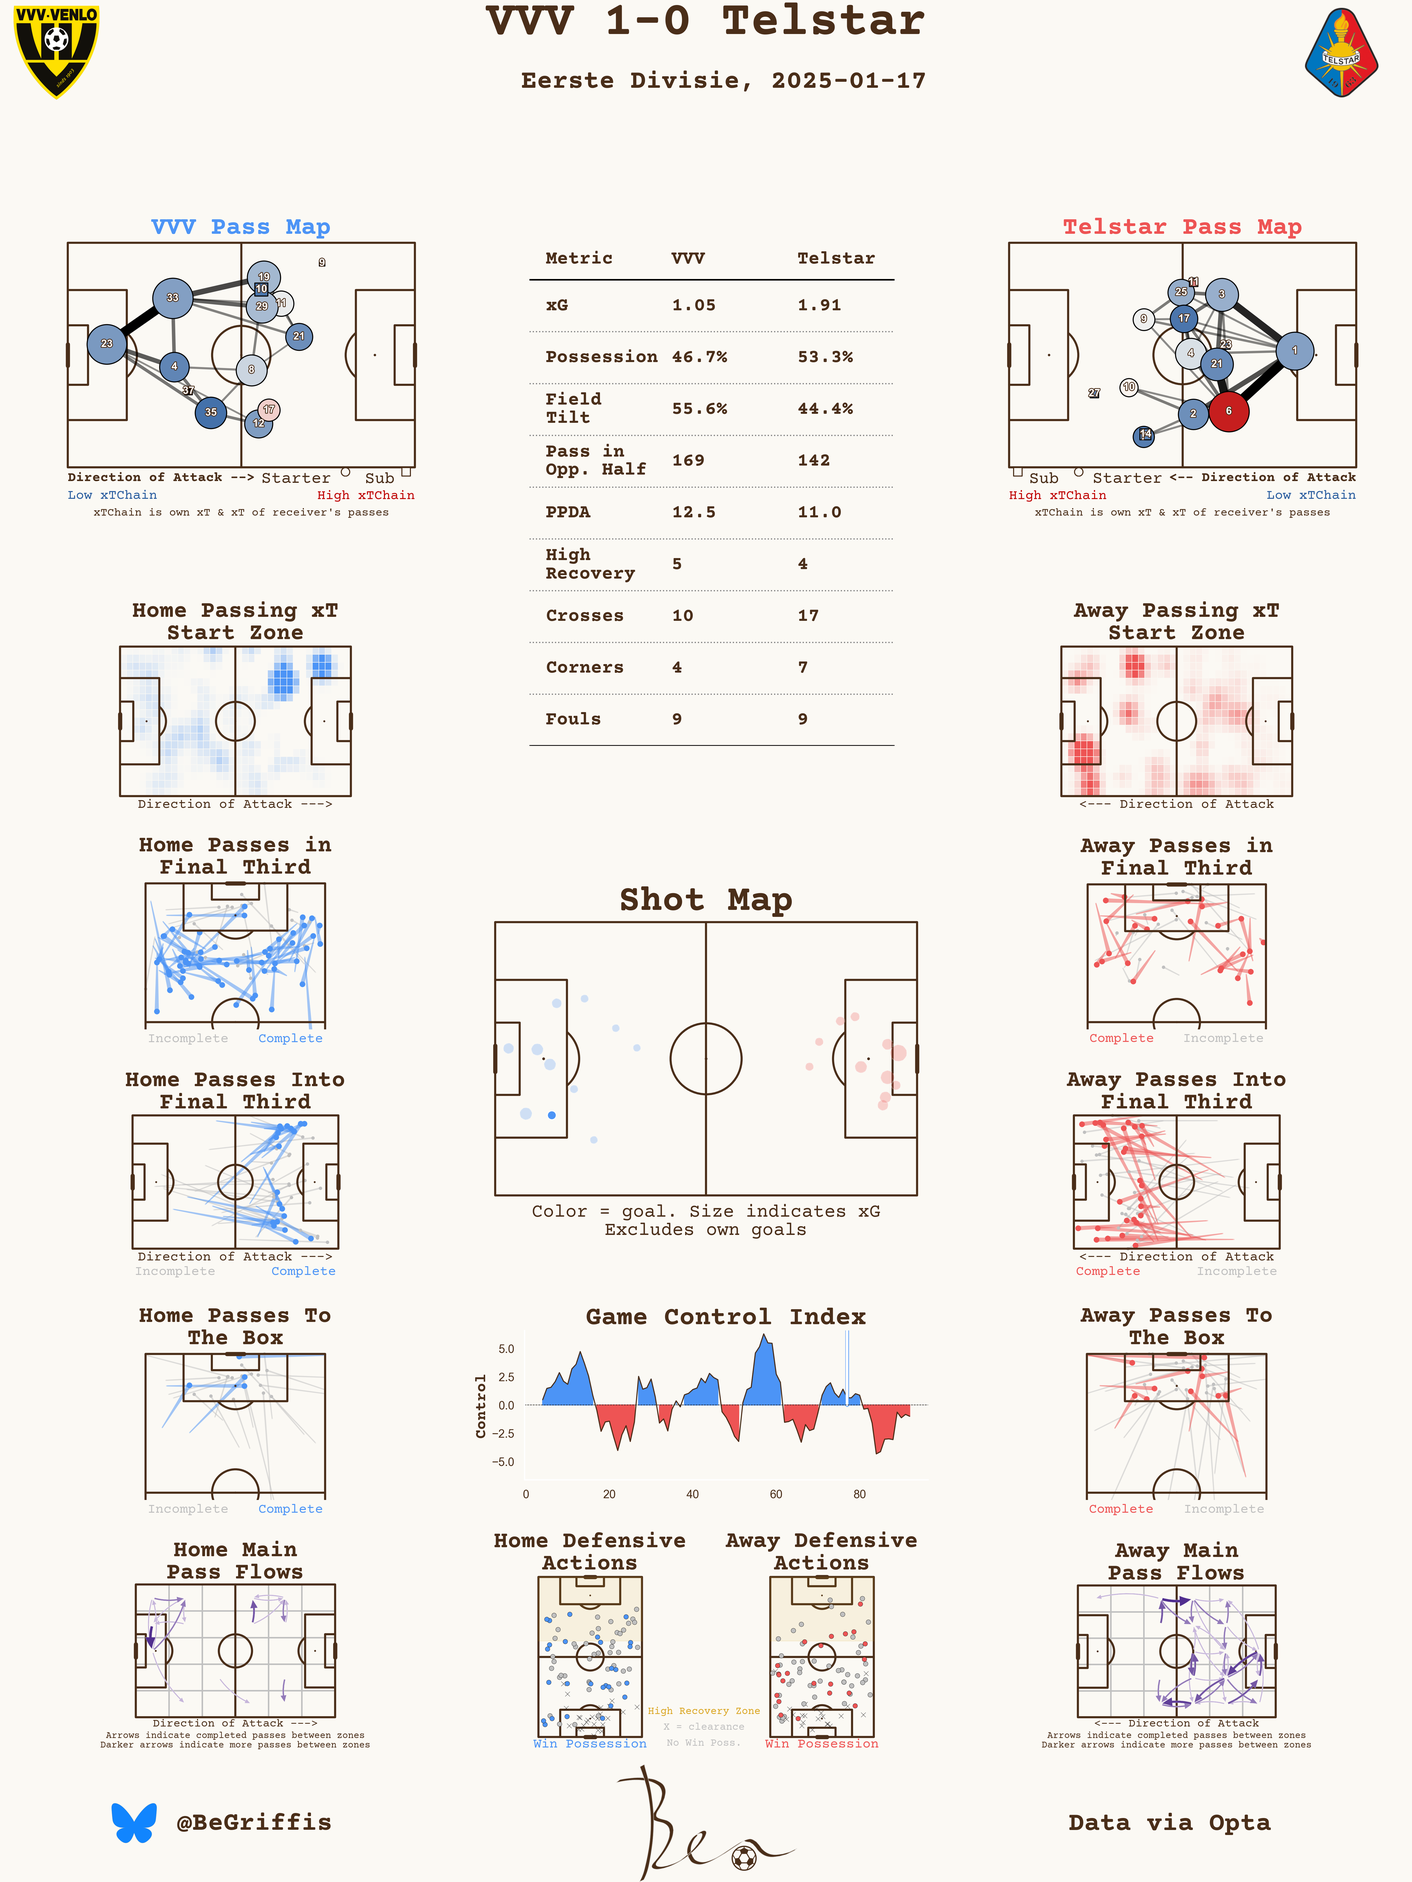 VVV-VENLO
VVV 1-0 Telstar
TELSTAR
Eerste Divisie, 2025-01-17
VVV Pass Map
9
19
10
33
29
11
21
23
4
8
37
35
17
12
Direction of Attack --> Starter Sub
Low xTChain High xTChain
xTChain is own xT & xT of receiver's passes
Metric VVV Telstar
xG 1.05 1.91
Possession 46.7% 53.3%
Field
Tilt 55.6% 44.4%
Pass in
Opp. Half 169 142
PPDA 12.5 11.0
High
Recovery 5 4
Crosses 10 17
Corners 4 7
Fouls 9 9
Telstar Pass Map
11
25
3
9
17
23
4
1
21
10
27
6
2
14
Sub Starter <-- Direction of Attack
High xTChain Low xTChain
xTChain is own xT & xT of receiver's passes
Home Passing xT
Start Zone
Direction of Attack --->
Away Passing xT
Start Zone
<--- Direction of Attack
Home Passes in
Final Third
Incomplete Complete
Away Passes in
Final Third
Complete Incomplete
Shot Map
Color = goal. Size indicates xG
Excludes own goals
Home Passes Into
Final Third
Direction of Attack --->
Incomplete Complete
Away Passes Into
Final Third
<--- Direction of Attack
Complete Incomplete
Home Passes To
The Box
Incomplete Complete
Game Control Index
Control
5.0
2.5
0.0
−2.5
−5.0
0 20 40 60 80
Away Passes To
The Box
Complete Incomplete
Home Main
Pass Flows
Direction of Attack --->
Arrows indicate completed passes between zones
Darker arrows indicate more passes between zones
Home Defensive
Actions
Win Possession
High Recovery Zone
X = clearance
No Win Poss.
Away Defensive
Actions
Win Possession
Away Main
Pass Flows
<--- Direction of Attack
Arrows indicate completed passes between zones
Darker arrows indicate more passes between zones
@BeGriffis
Ben
Data via Opta